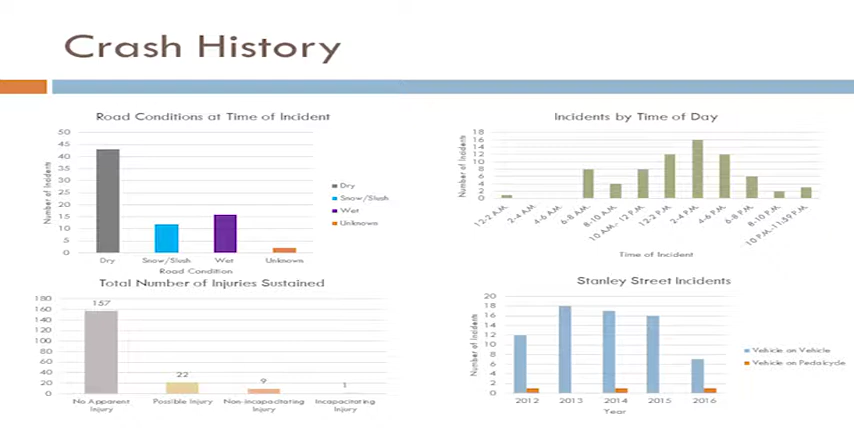 Crash History
Road Conditions at Time of Incident
50
45
40
35
30
25
20
15
10
5
0
Number of Incidents
Dry
Snow/Slush
Wet
Unknown
Road Condition
Dry
Snow/Slush
Wet
Unknown
Incidents by Time of Day
18
16
14
12
10
8
6
4
2
0
Number of Incidents
12-2 A.M.
2-4 A.M.
4-6 A.M.
6-8 A.M.
8-10 A.M.
10 A.M.- 12 P.M.
12-2 P.M.
2-4 P.M.
4-6 P.M.
6-8 P.M.
8-10 P.M.
10 P.M.-11:59 P.M.
Time of Incident
Total Number of Injuries Sustained
180
160
140
120
100
80
60
40
20
0
157
22
9
1
No Apparent
Injury
Possible Injury
Non-incapacitating
Injury
Incapacitating
Injury
Stanley Street Incidents
20
18
16
14
12
10
8
6
4
2
0
Number of Incidents
2012
2013
2014
2015
2016
Year
Vehicle on Vehicle
Vehicle on Pedalcycle